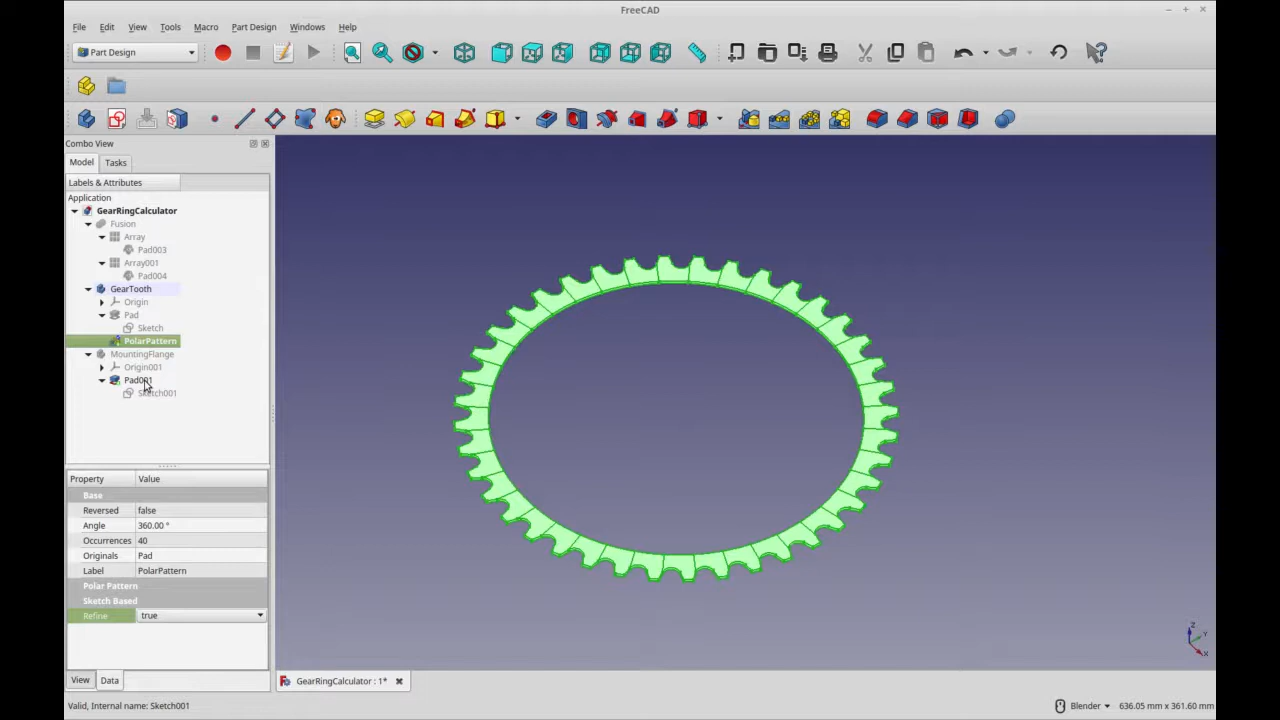 FreeCAD
File Edit View Tools Macro Part Design Windows Help
Part Design
Combo View
Model Tasks
Labels & Attributes
Application
GearRingCalculator
Fusion
Array
Pad003
Array001
Pad004
GearTooth
Origin
Pad
Sketch
PolarPattern
MountingFlange
Origin001
Pad001
Sketch001
Property Value
Base
Reversed false
Angle 360.00 °
Occurrences 40
Originals Pad
Label PolarPattern
Polar Pattern
Sketch Based
Refine true
Z
Y
X
View Data
GearRingCalculator : 1*
Valid, Internal name: Sketch001
Blender
636.05 mm x 361.60 mm